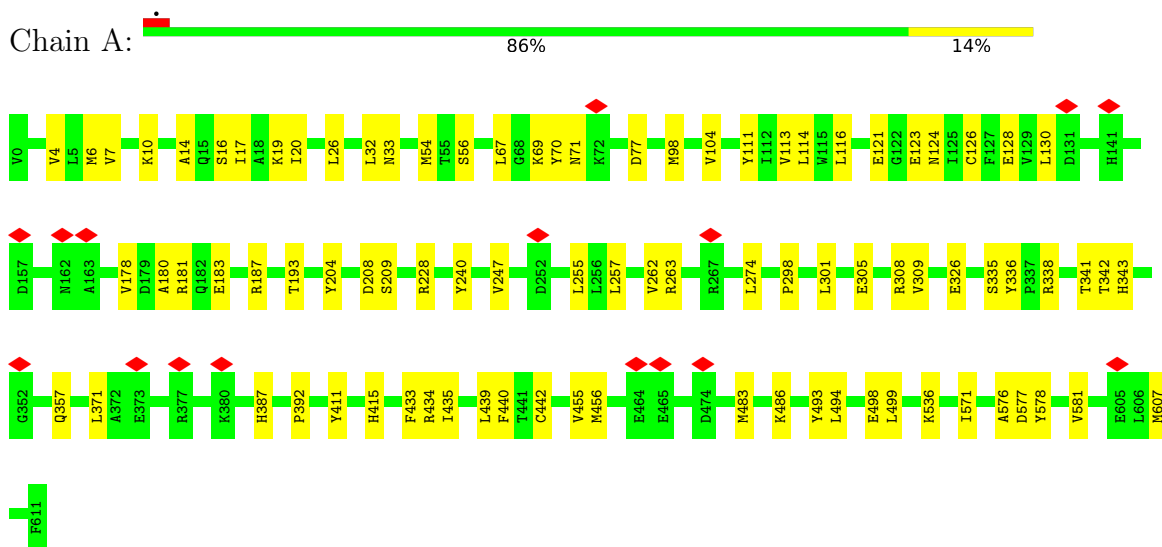 Chain A:
86% 14%
V0 V4 L5 M6 V7 K10 A14 Q15 S16 I17 A18 K19 I20 L26 L32 N33 M54 T55 S56 L67 G68 K69 Y70 N71 K72 D77 M98 V104 Y111 I112 V113 L114 W115 L116 E121 G122 E123 N124 I125 C126 F127 E128 V129 L130 D131 H141
D157 N162 A163 V178 D179 A180 R181 Q182 E183 R187 T193 Y204 D208 S209 R228 Y240 V247 D252 L255 L256 L257 V262 R263 R267 L274 P298 L301 E305 R308 V309 E326 S335 Y336 P337 R338 T341 T342 H343
G352 Q357 L371 A372 E373 R377 K380 H387 P392 Y411 H415 F433 R434 I435 L439 F440 T441 C442 V455 M456 E464 E465 D474 M483 K486 Y493 L494 E498 L499 K536 I571 A576 D577 Y578 V581 E605 L606 M607
F611